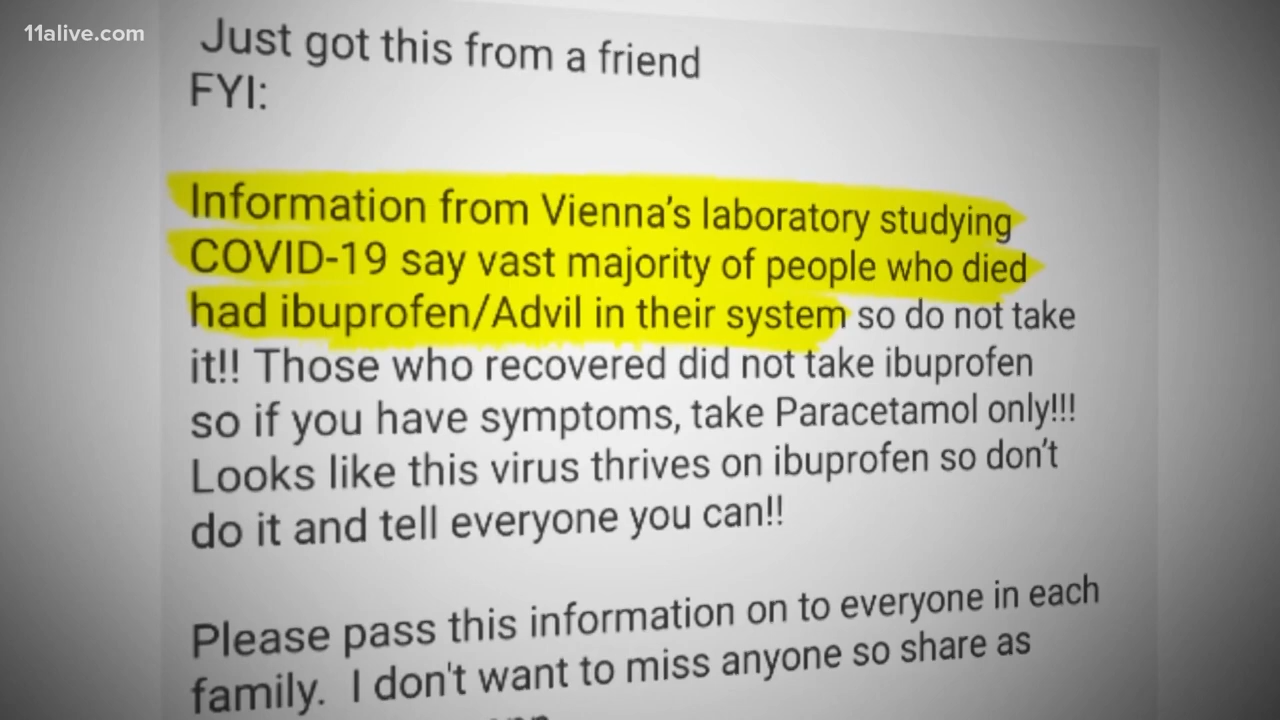 11alive.com
Just got this from a friend
FYI:
Information from Vienna’s laboratory studying
COVID-19 say vast majority of people who died
had ibuprofen/Advil in their system so do not take
it!! Those who recovered did not take ibuprofen
so if you have symptoms, take Paracetamol only!!!
Looks like this virus thrives on ibuprofen so don’t
do it and tell everyone you can!!
Please pass this information on to everyone in each
family.  I don't want to miss anyone so share as